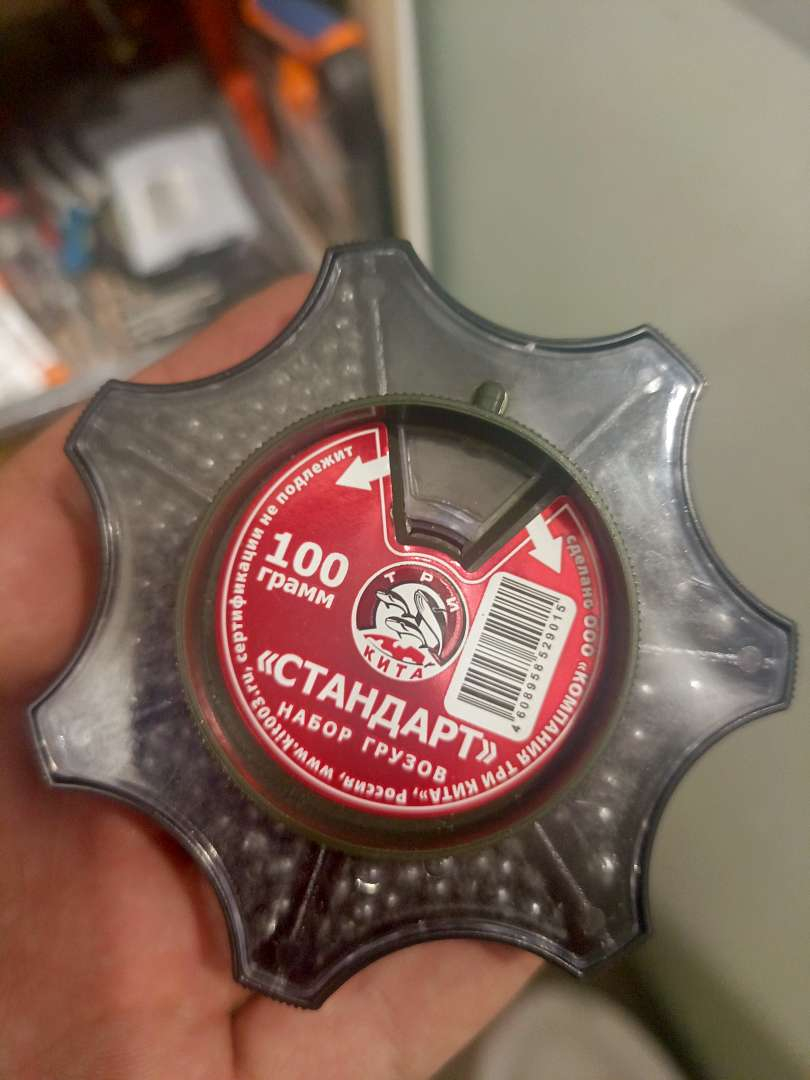 100
грамм
ТРИ
КИТА
«СТАНДАРТ»
НАБОР ГРУЗОВ
4 608958 529015
сделано ООО «КОМПАНИЯ ТРИ КИТА», Россия, www.kit003.ru, сертификации не подлежит